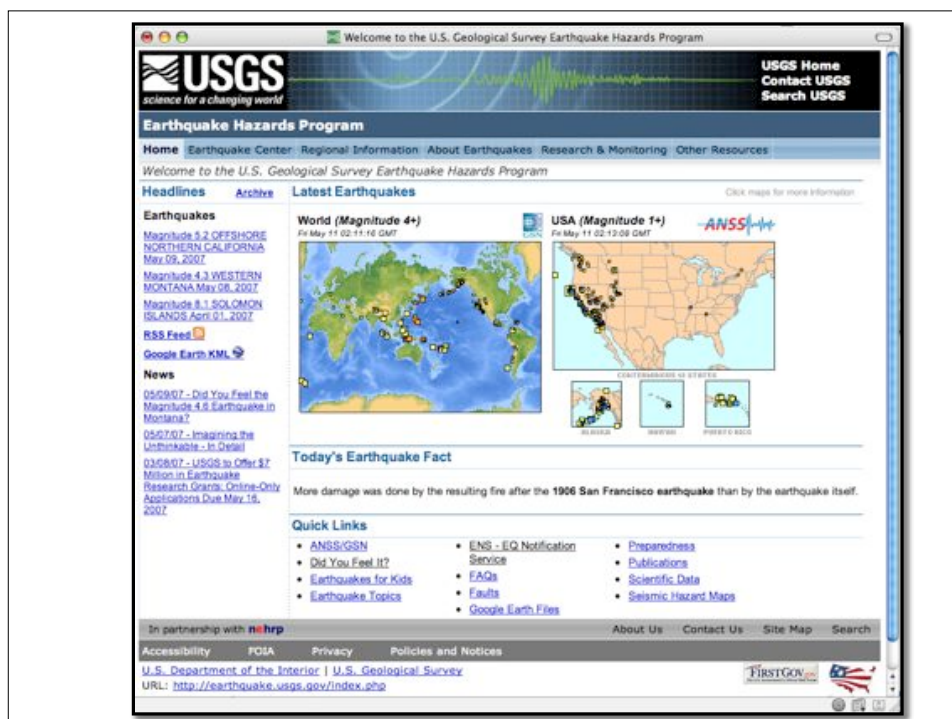 Welcome to the U.S. Geological Survey Earthquake Hazards Program
USGS
science for a changing world
USGS Home
Contact USGS
Search USGS
Earthquake Hazards Program
Home Earthquake Center Regional Information About Earthquakes Research & Monitoring Other Resources
Welcome to the U.S. Geological Survey Earthquake Hazards Program
Headlines Archive
Earthquakes
Magnitude 5.2 OFFSHORE
NORTHERN CALIFORNIA
May 09, 2007
Magnitude 4.3 WESTERN
MONTANA May 08, 2007
Magnitude 8.1 SOLOMON
ISLANDS April 01, 2007
RSS Feed
Google Earth KML
News
05/09/07 - Did You Feel the
Magnitude 4.6 Earthquake in
Montana?
05/07/07 - Imagining the
Unthinkable - In Detail
03/08/07 - USGS to Offer $7
Million in Earthquake
Research Grants: Online-Only
Applications Due May 16,
2007
Latest Earthquakes Click maps for more information
World (Magnitude 4+)
Fri May 11 02:11:16 GMT
GSN
USA (Magnitude 1+)
Fri May 11 02:13:08 GMT
ANSS
CONTERMINOUS 48 STATES
ALASKA HAWAII PUERTO RICO
Today's Earthquake Fact
More damage was done by the resulting fire after the 1906 San Francisco earthquake than by the earthquake itself.
Quick Links
ANSS/GSN
Did You Feel It?
Earthquakes for Kids
Earthquake Topics
ENS - EQ Notification
Service
FAQs
Faults
Google Earth Files
Preparedness
Publications
Scientific Data
Seismic Hazard Maps
In partnership with nehrp About Us Contact Us Site Map Search
Accessibility FOIA Privacy Policies and Notices
U.S. Department of the Interior | U.S. Geological Survey
URL: http://earthquake.usgs.gov/index.php
FIRSTGOV